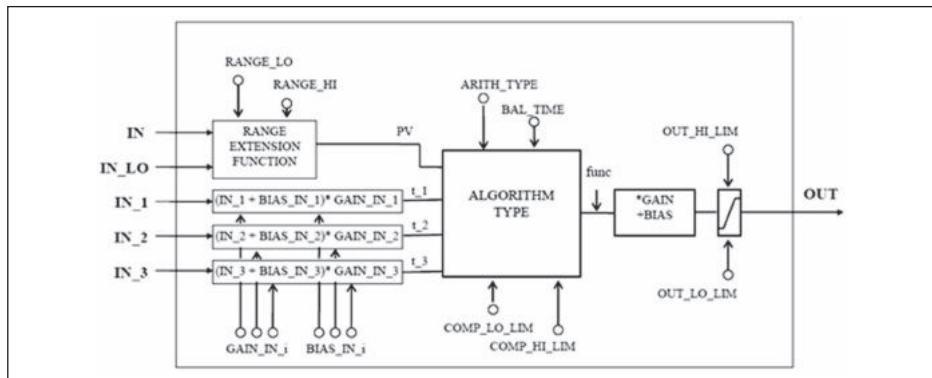 RANGE_LO
RANGE_HI
ARITH_TYPE
BAL_TIME
OUT_HI_LIM
IN
IN_LO
RANGE
EXTENSION
FUNCTION
PV
ALGORITHM
TYPE
func
*GAIN
+BIAS
OUT
IN_1
(IN_1 + BIAS_IN_1)* GAIN_IN_1
t_1
IN_2
(IN_2 + BIAS_IN_2)* GAIN_IN_2
t_2
IN_3
(IN_3 + BIAS_IN_3)* GAIN_IN_3
t_3
OUT_LO_LIM
COMP_LO_LIM
COMP_HI_LIM
GAIN_IN_i
BIAS_IN_i